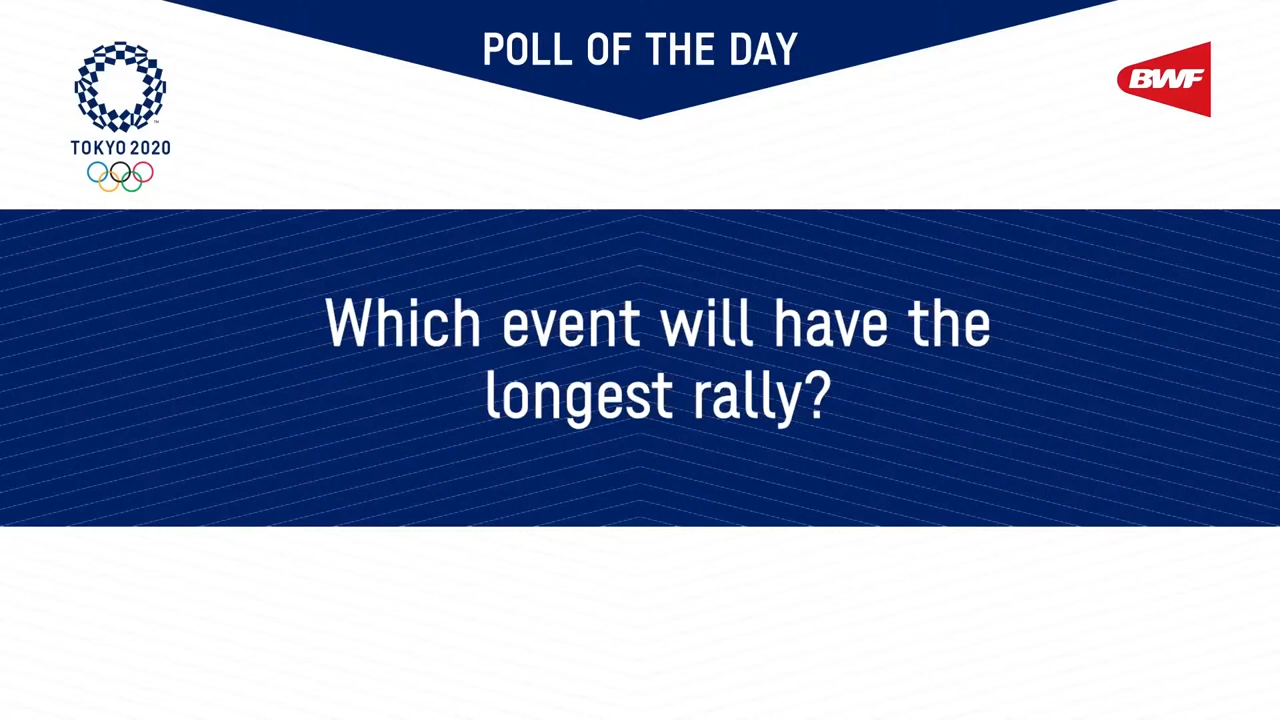 POLL OF THE DAY
TOKYO 2020
BWF
Which event will have the
longest rally?